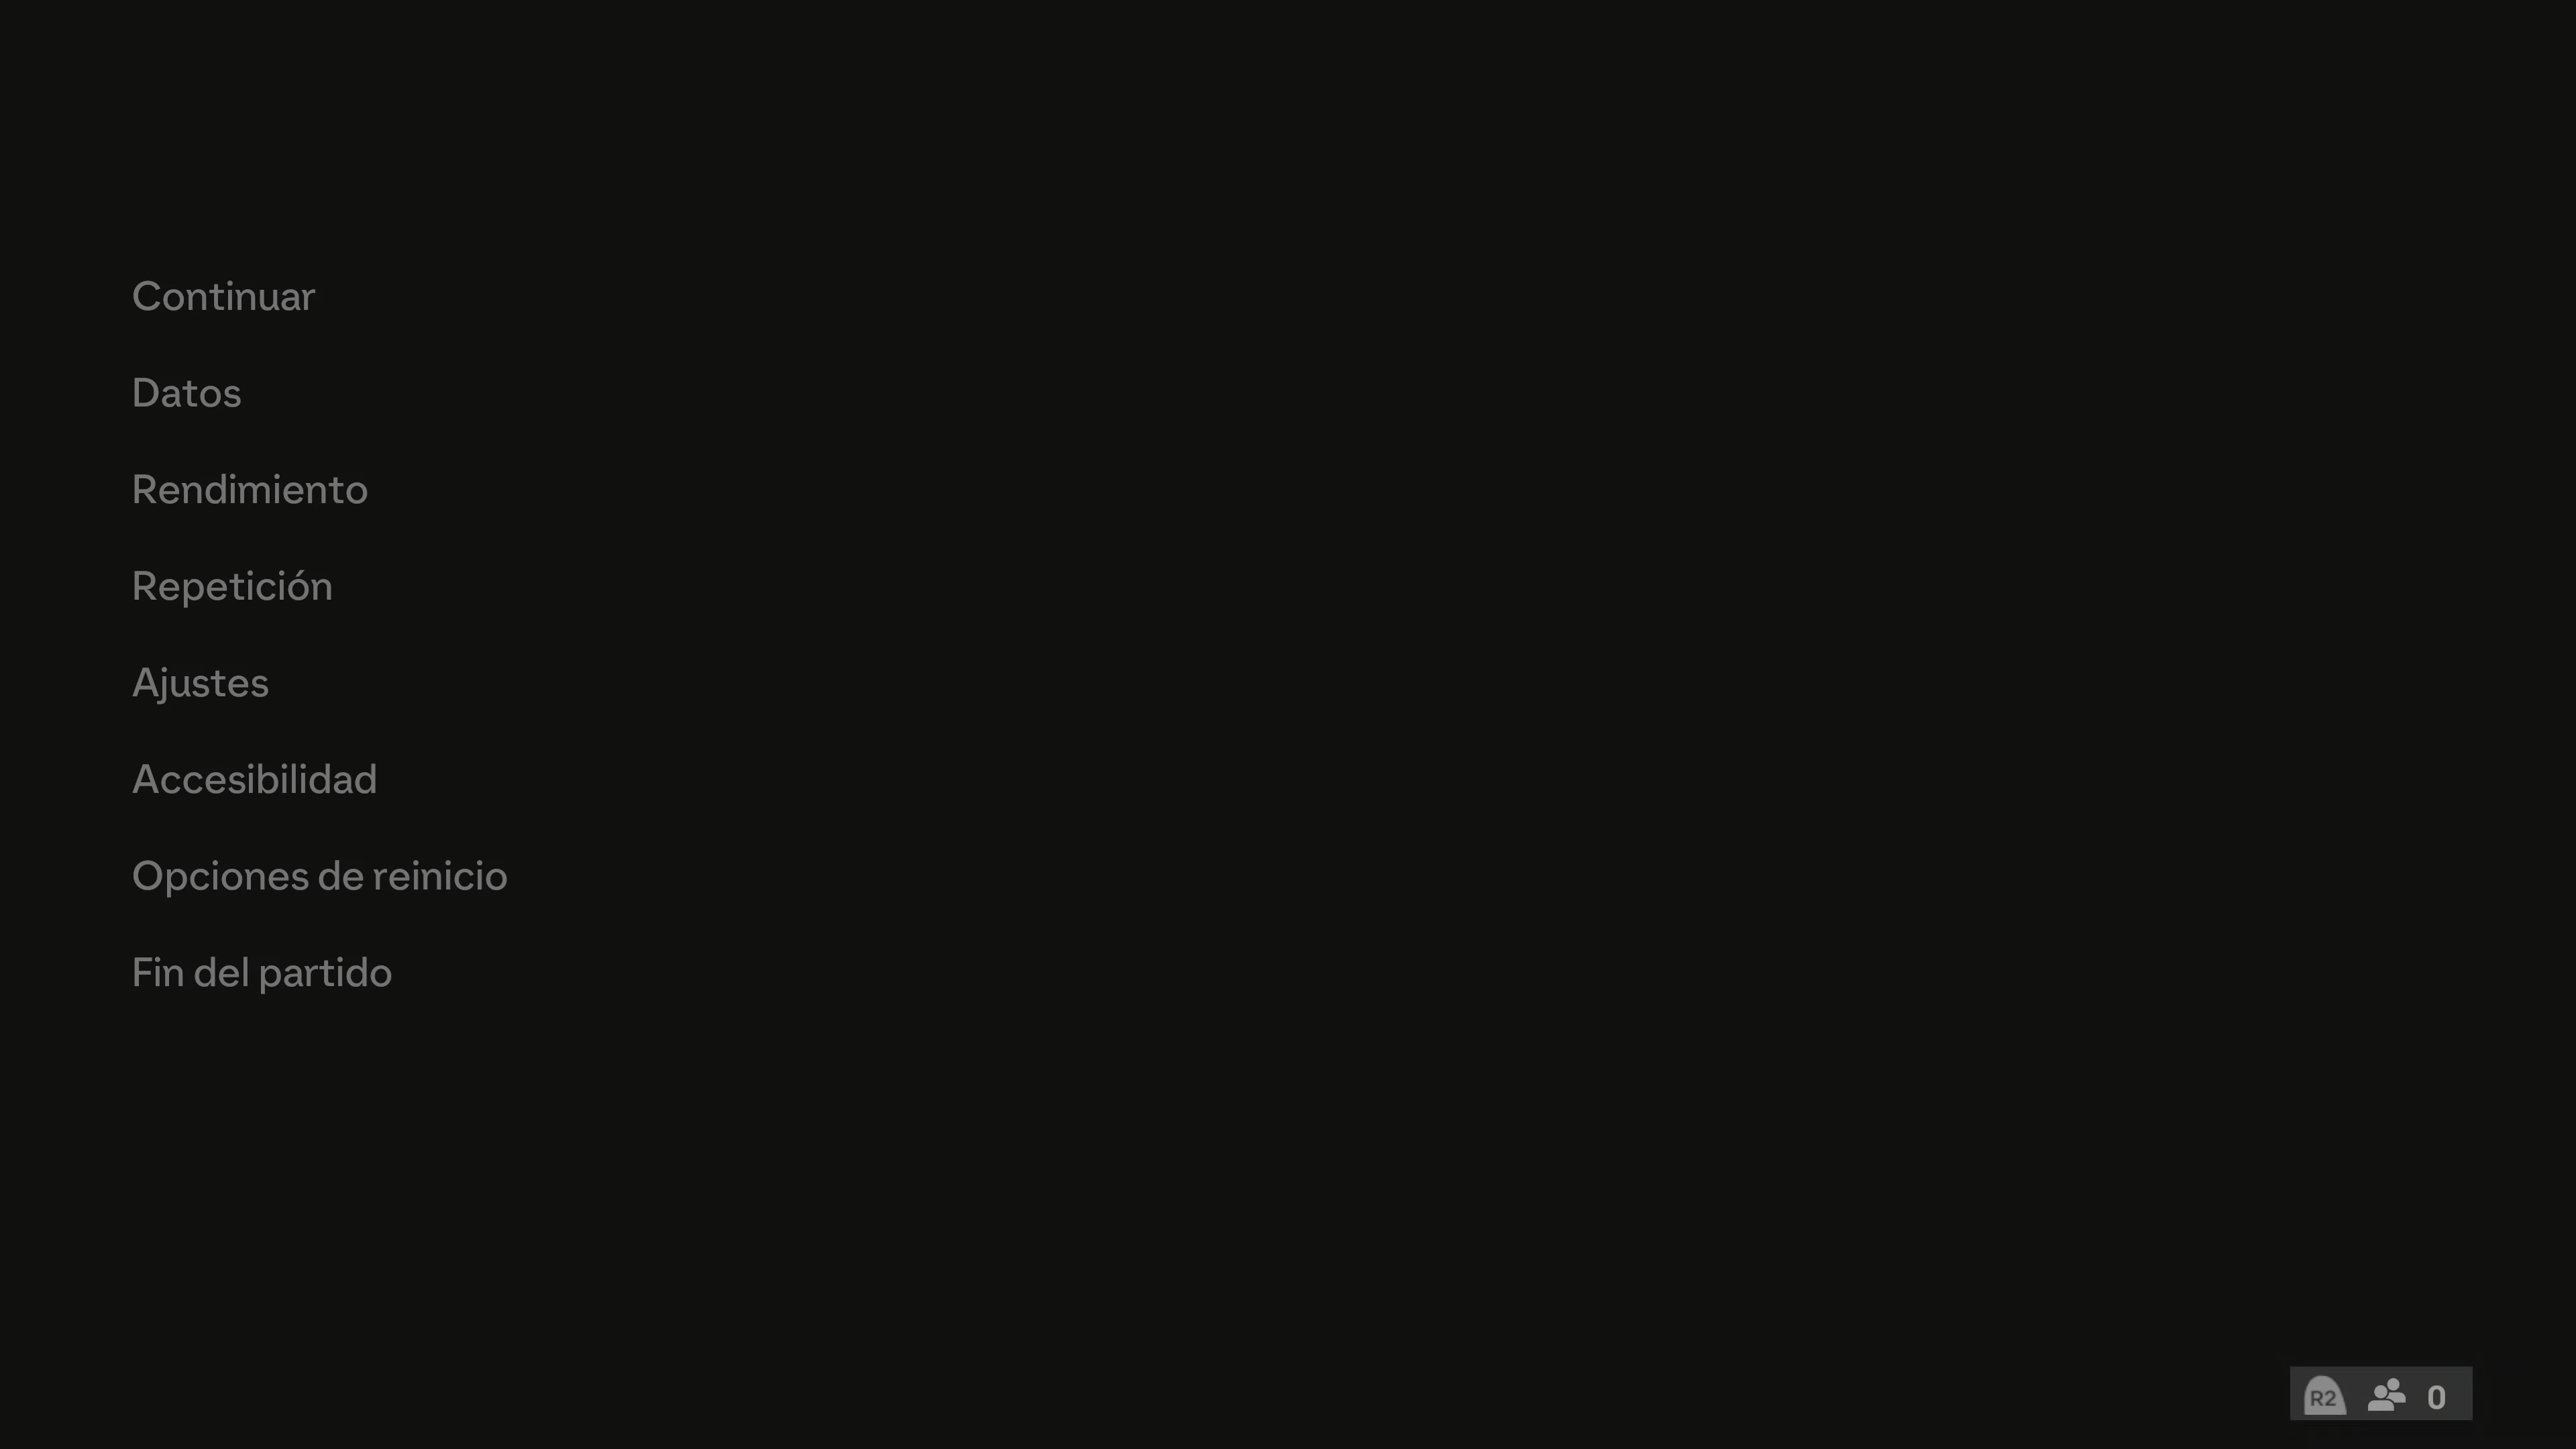 Continuar
Datos
Rendimiento
Repetición
Ajustes
Accesibilidad
Opciones de reinicio
Fin del partido
R2 0